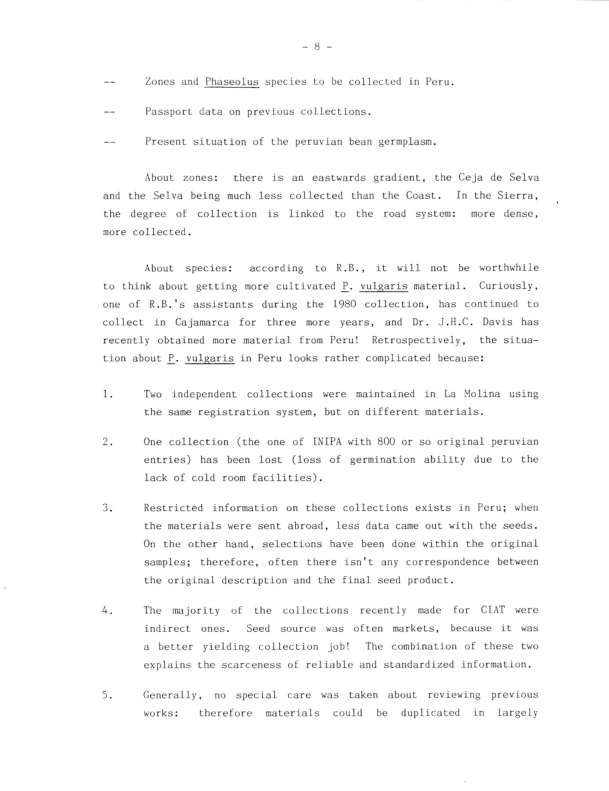 - 8 -
-- Zones and Phaseolus species to be collected in Peru.
-- Passport data on previous collections.
-- Present situation of the peruvian bean germplasm.
About zones: there is an eastwards gradient, the Ceja de Selva
and the Selva being much less collected than the Coast. In the Sierra,
the degree of collection is linked to the road system: more dense,
more collected.
About species: according to R.B., it will not be worthwhile
to think about getting more cultivated P. vulgaris material. Curiously,
one of R.B.'s assistants during the 1980 collection, has continued to
collect in Cajamarca for three more years, and Dr. J.H.C. Davis has
recently obtained more material from Peru! Retrospectively, the situa-
tion about P. vulgaris in Peru looks rather complicated because:
1. Two independent collections were maintained in La Molina using
the same registration system, but on different materials.
2. One collection (the one of INIPA with 800 or so original peruvian
entries) has been lost (loss of germination ability due to the
lack of cold room facilities).
3. Restricted information on these collections exists in Peru; when
the materials were sent abroad, less data came out with the seeds.
On the other hand, selections have been done within the original
samples; therefore, often there isn't any correspondence between
the original description and the final seed product.
4. The majority of the collections recently made for CIAT were
indirect ones. Seed source was often markets, because it was
a better yielding collection job! The combination of these two
explains the scarceness of reliable and standardized information.
5. Generally, no special care was taken about reviewing previous
works: therefore materials could be duplicated in largely